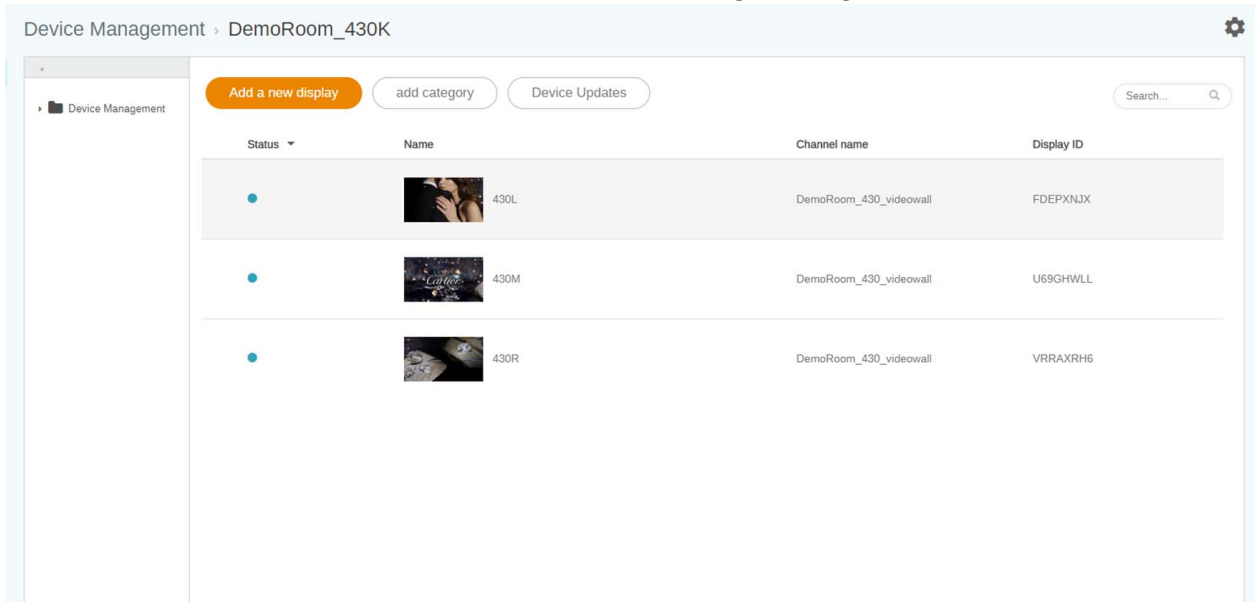 Device Management › DemoRoom_430K
Device Management
Add a new display add category Device Updates Search...
Status Name Channel name Display ID
430L DemoRoom_430_videowall FDEPXNJX
Cartier 430M DemoRoom_430_videowall U69GHWLL
430R DemoRoom_430_videowall VRRAXRH6